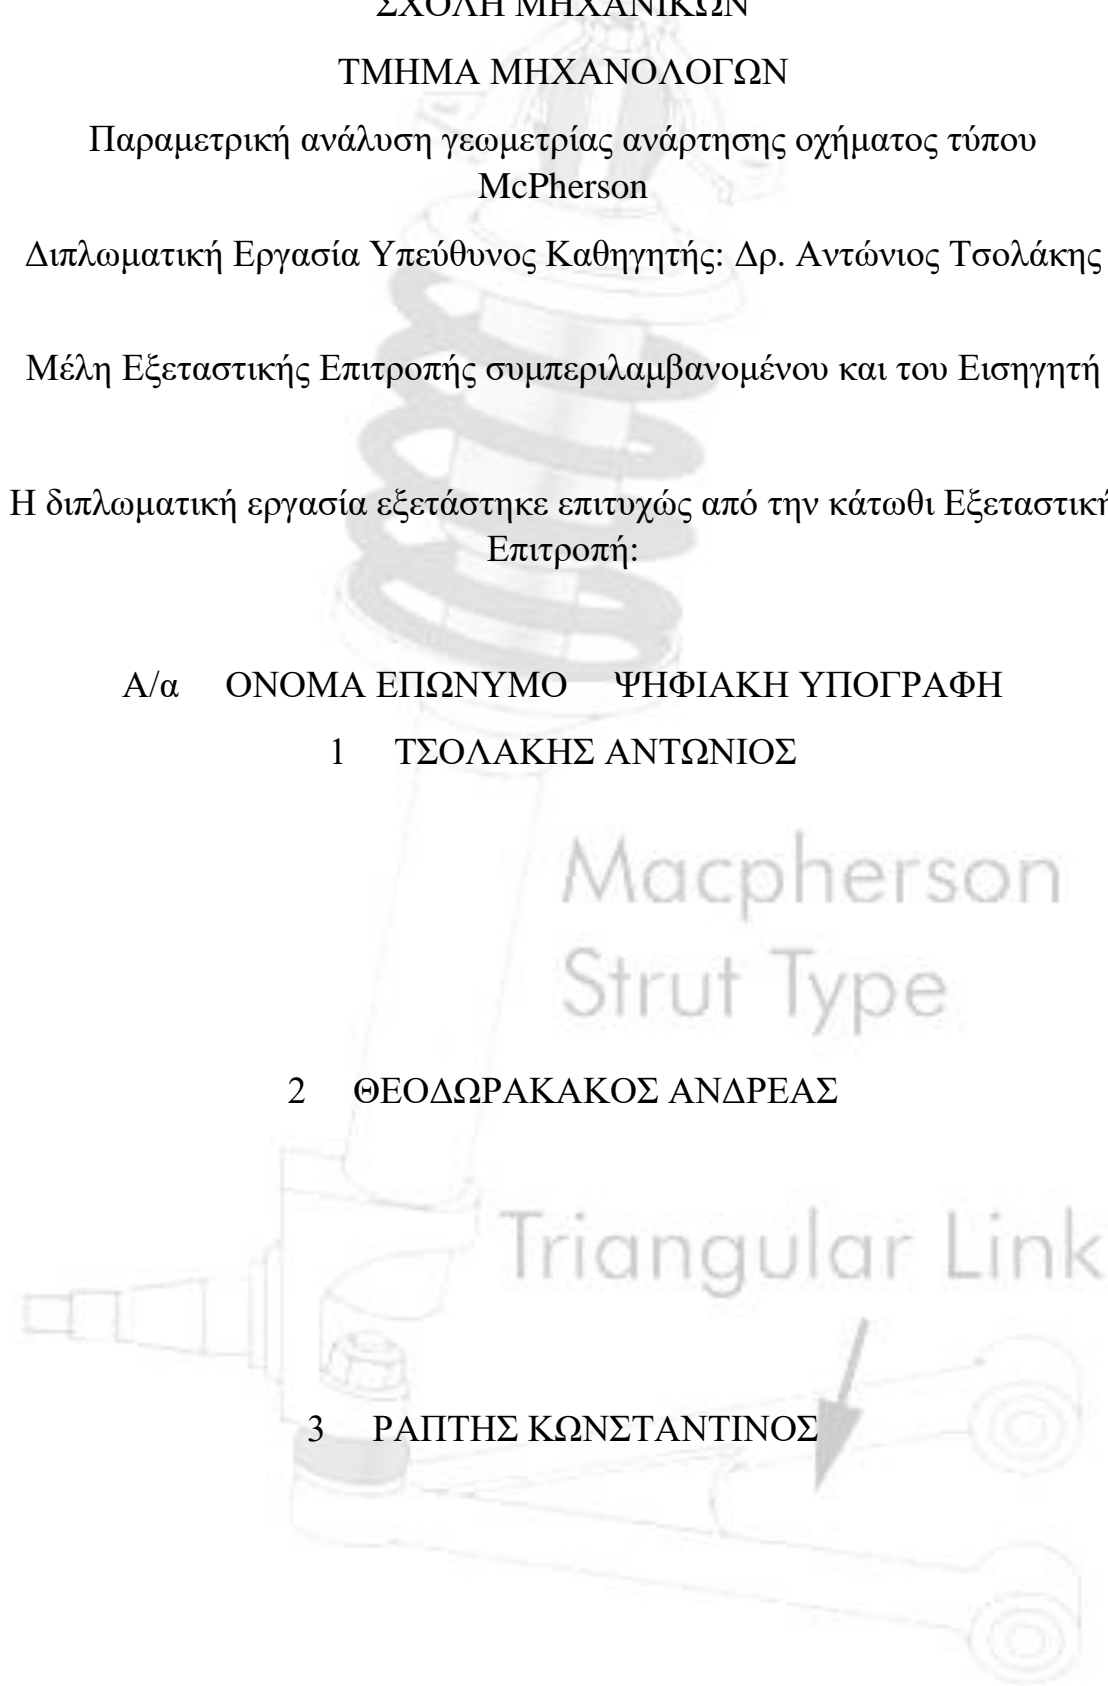 ΣΧΟΛΗ ΜΗΧΑΝΙΚΩΝ
ΤΜΗΜΑ ΜΗΧΑΝΟΛΟΓΩΝ
Παραμετρική ανάλυση γεωμετρίας ανάρτησης οχήματος τύπου
McPherson
Διπλωματική Εργασία Υπεύθυνος Καθηγητής: Δρ. Αντώνιος Τσολάκης
Μέλη Εξεταστικής Επιτροπής συμπεριλαμβανομένου και του Εισηγητή
Η διπλωματική εργασία εξετάστηκε επιτυχώς από την κάτωθι Εξεταστική
Επιτροπή:
Α/α ΟΝΟΜΑ ΕΠΩΝΥΜΟ ΨΗΦΙΑΚΗ ΥΠΟΓΡΑΦΗ
1 ΤΣΟΛΑΚΗΣ ΑΝΤΩΝΙΟΣ
Macpherson
Strut Type
2 ΘΕΟΔΩΡΑΚΑΚΟΣ ΑΝΔΡΕΑΣ
Triangular Link
3 ΡΑΠΤΗΣ ΚΩΝΣΤΑΝΤΙΝΟΣ